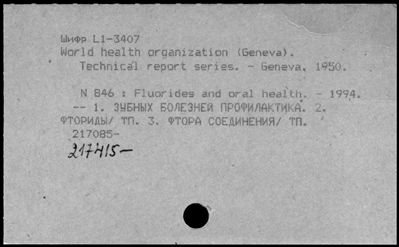 Шифр L1-3407
World health organization (Geneva).
Technical report series. - Geneva, 1950.
N 846 : Fluorides and oral health. - 1994.
-- 1. ЗУБНЫХ БОЛЕЗНЕЙ ПРОФИЛАКТИКА. 2.
ФТОРИДЫ/ ТП. 3. ФТОРА СОЕДИНЕНИЯ/ ТП.
217085-
217415-